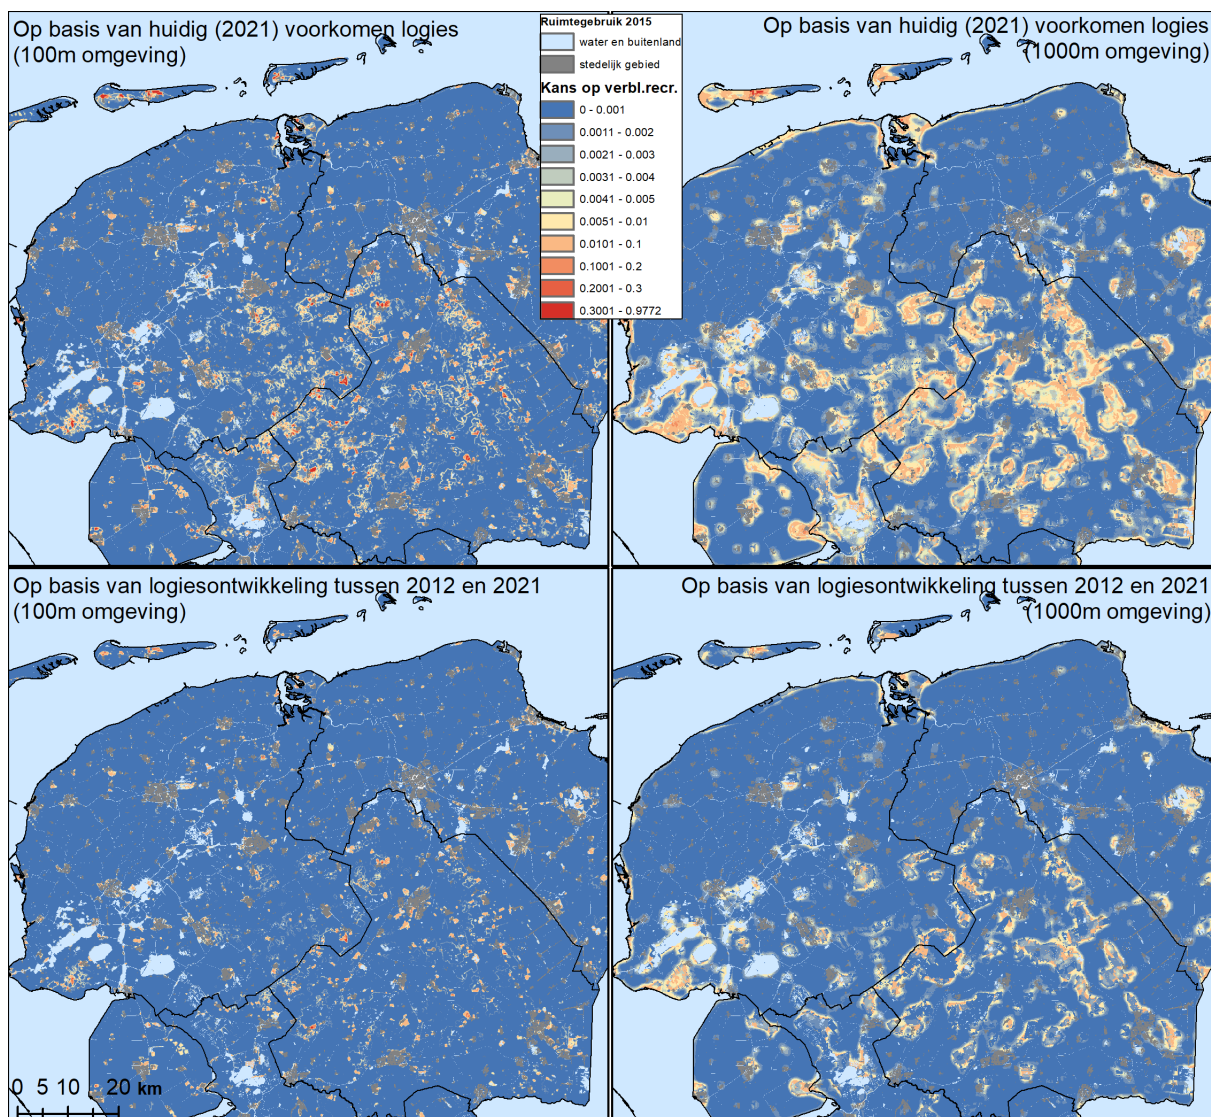 Op basis van huidig (2021) voorkomen logies
(100m omgeving)
Ruimtegebruik 2015
water en buitenland
stedelijk gebied
Kans op verbl.recr.
0 - 0.001
0.0011 - 0.002
0.0021 - 0.003
0.0031 - 0.004
0.0041 - 0.005
0.0051 - 0.01
0.0101 - 0.1
0.1001 - 0.2
0.2001 - 0.3
0.3001 - 0.9772
Op basis van huidig (2021) voorkomen logies
(1000m omgeving)
Op basis van logiesontwikkeling tussen 2012 en 2021
(100m omgeving)
Op basis van logiesontwikkeling tussen 2012 en 2021
(1000m omgeving)
0 5 10 20 km